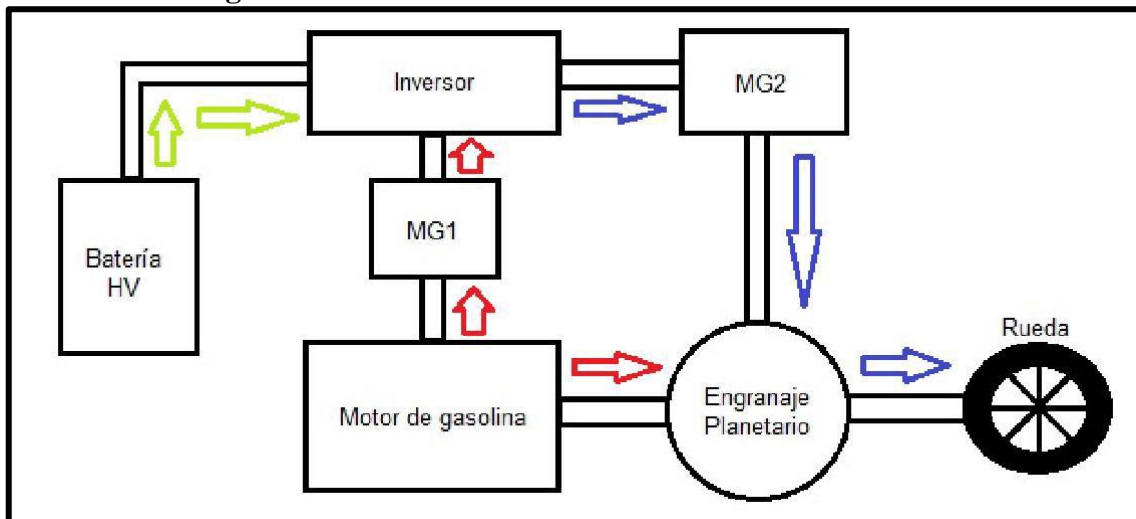 Inversor
MG2
MG1
Batería
HV
Rueda
Motor de gasolina
Engranaje
Planetario